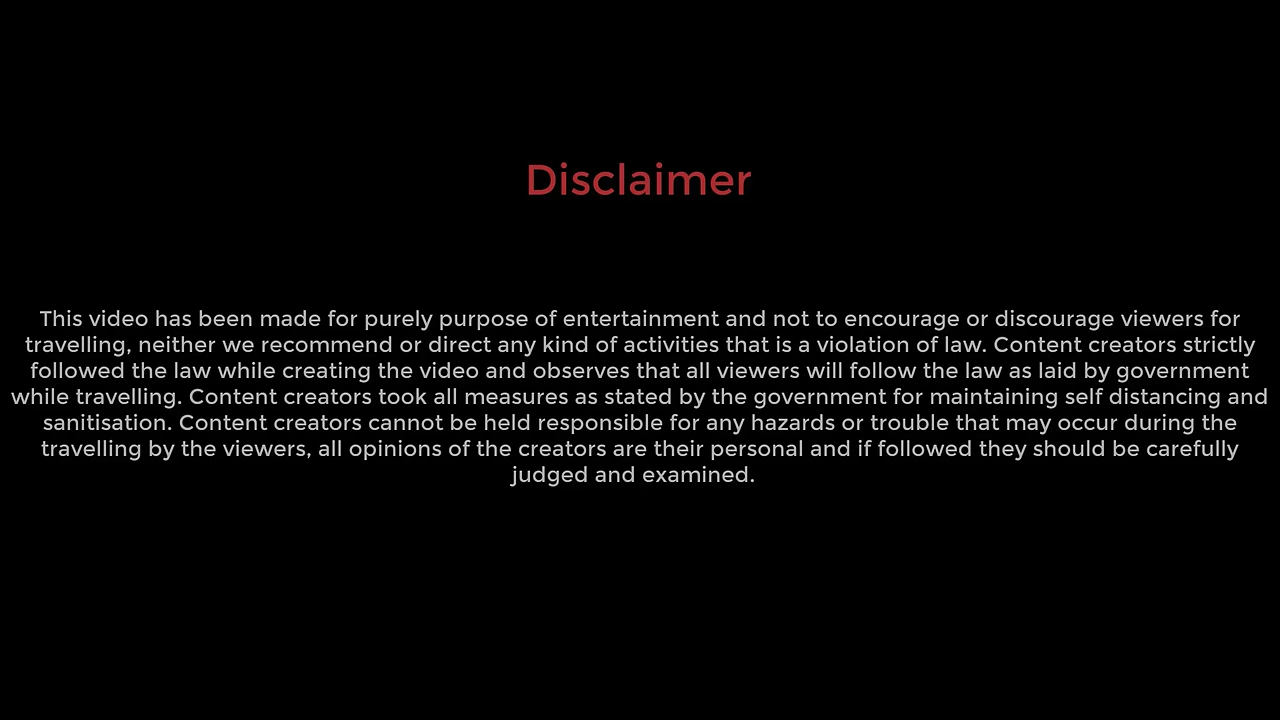 Disclaimer
This video has been made for purely purpose of entertainment and not to encourage or discourage viewers for
travelling, neither we recommend or direct any kind of activities that is a violation of law. Content creators strictly
followed the law while creating the video and observes that all viewers will follow the law as laid by government
while travelling. Content creators took all measures as stated by the government for maintaining self distancing and
sanitisation. Content creators cannot be held responsible for any hazards or trouble that may occur during the
travelling by the viewers, all opinions of the creators are their personal and if followed they should be carefully
judged and examined.